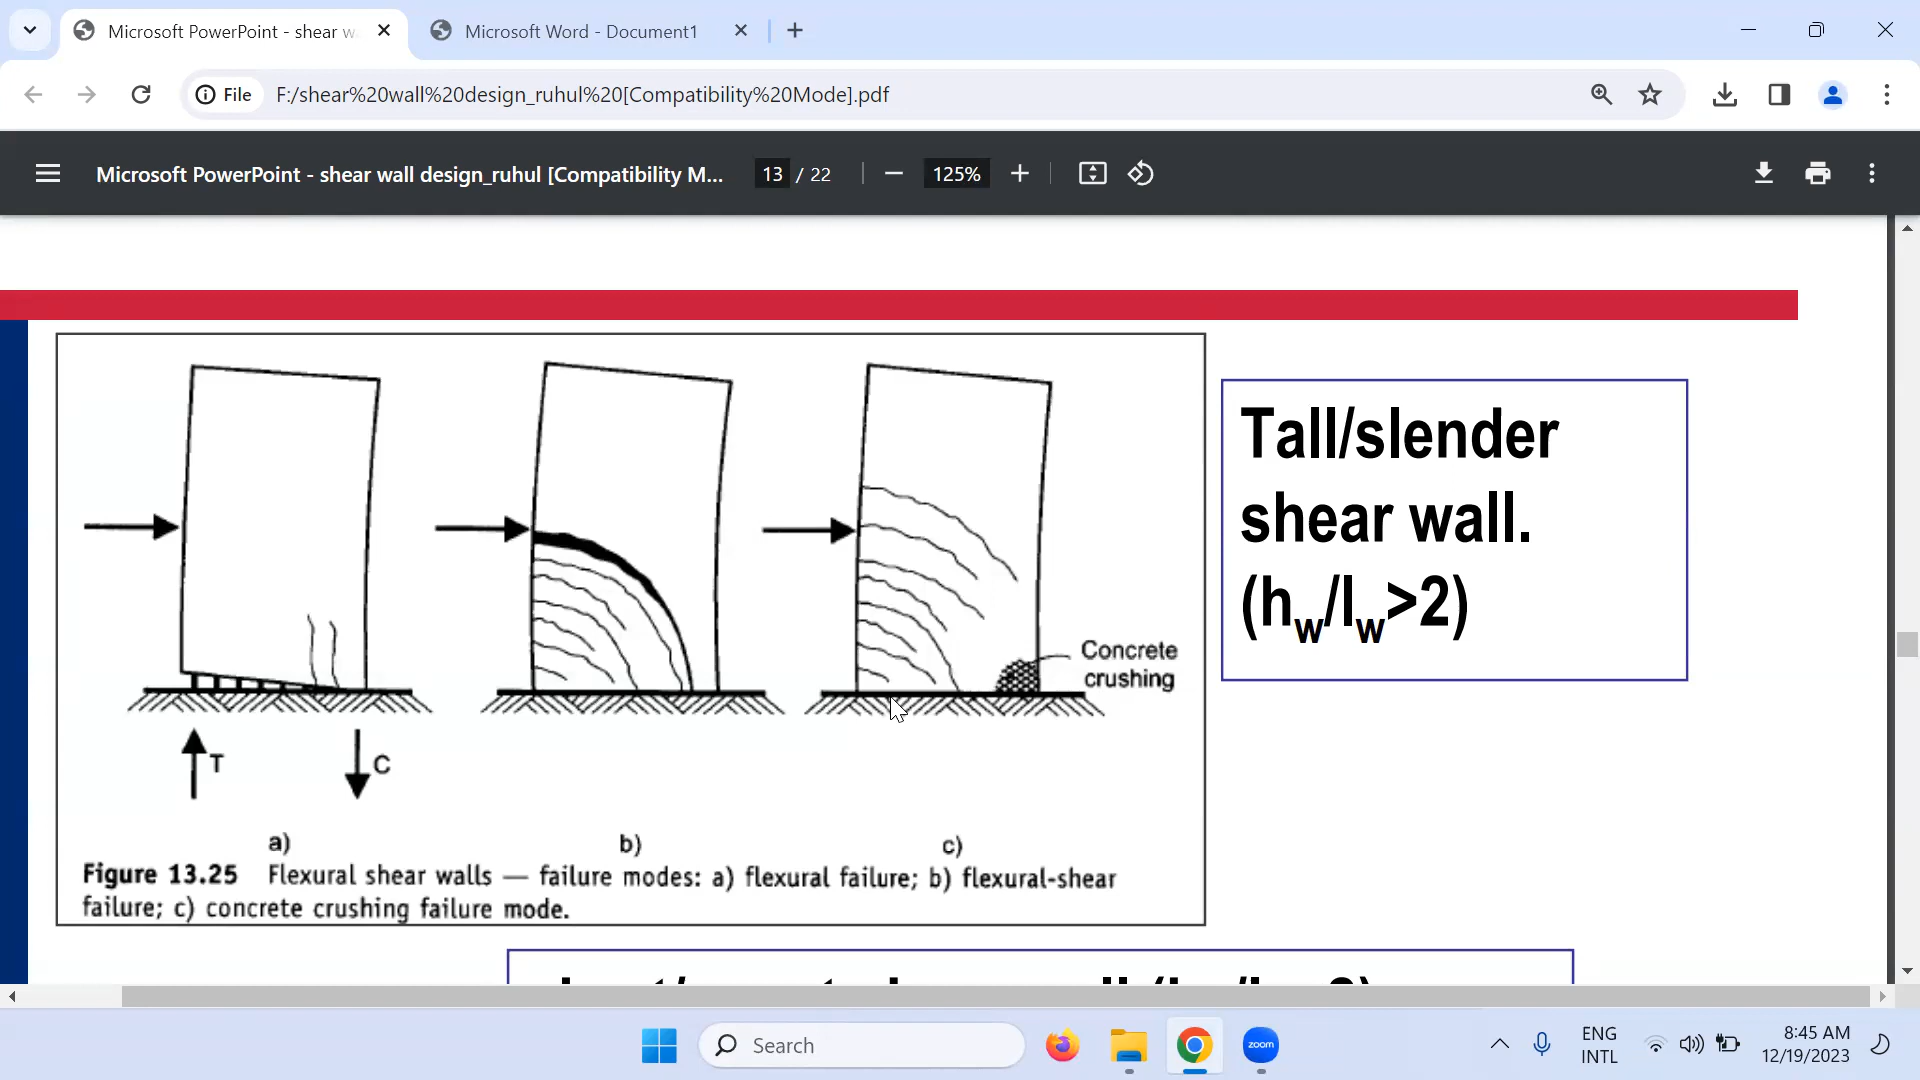 Microsoft PowerPoint - shear w
Microsoft Word - Document1
File
F:/shear%20wall%20design_ruhul%20[Compatibility%20Mode].pdf
Microsoft PowerPoint - shear wall design_ruhul [Compatibility M...
13 / 22
125%
Tall/slender
shear wall.
(hw/lw>2)
Concrete
crushing
T
C
a)
b)
c)
Figure 13.25 Flexural shear walls — failure modes: a) flexural failure; b) flexural-shear
failure; c) concrete crushing failure mode.
Search
zoom
ENG
INTL
8:45 AM
12/19/2023